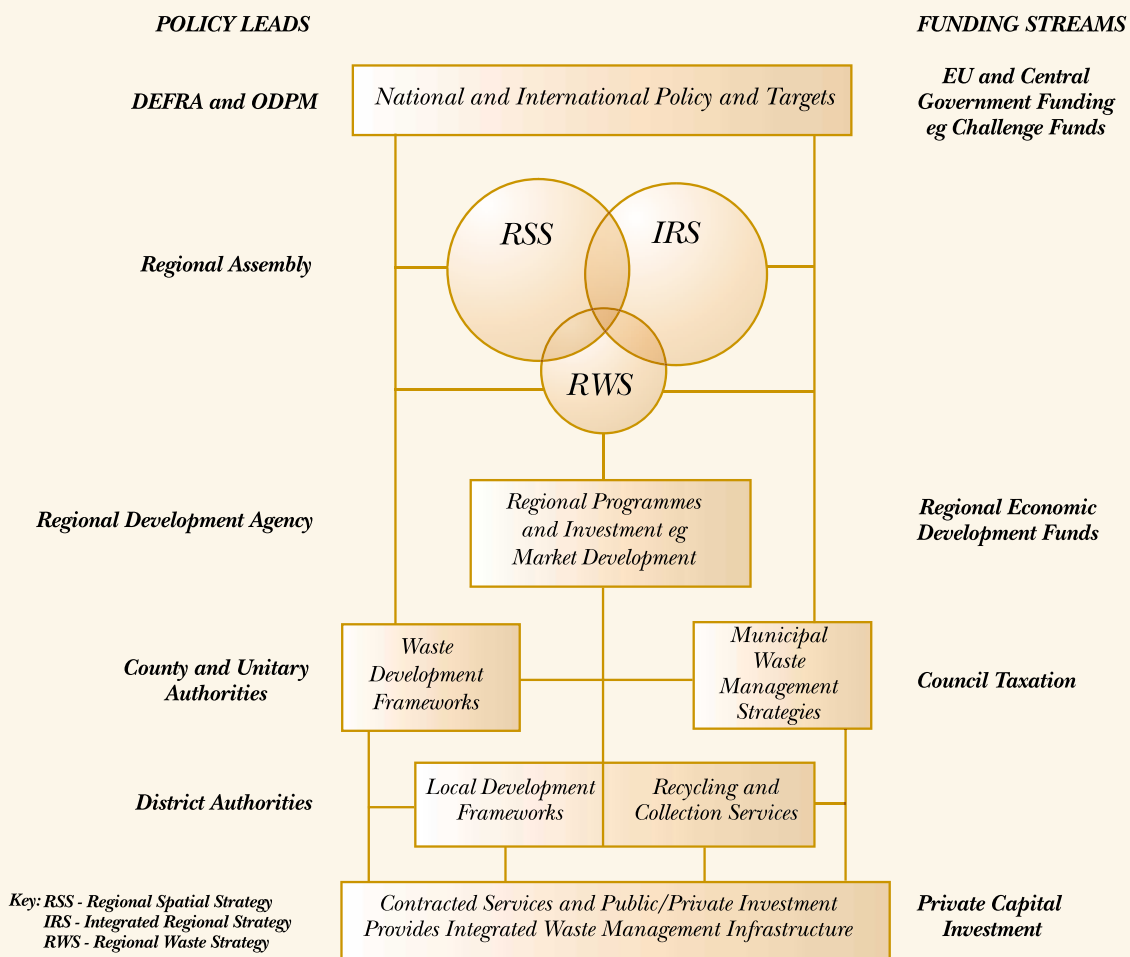 POLICY LEADS
FUNDING STREAMS
DEFRA and ODPM
National and International Policy and Targets
EU and Central
Government Funding
eg Challenge Funds
Regional Assembly
RSS
IRS
RWS
Regional Development Agency
Regional Programmes
and Investment eg
Market Development
Regional Economic
Development Funds
County and Unitary
Authorities
Waste
Development
Frameworks
Municipal
Waste
Management
Strategies
Council Taxation
District Authorities
Local Development
Frameworks
Recycling and
Collection Services
Key: RSS - Regional Spatial Strategy
IRS - Integrated Regional Strategy
RWS - Regional Waste Strategy
Contracted Services and Public/Private Investment
Provides Integrated Waste Management Infrastructure
Private Capital
Investment